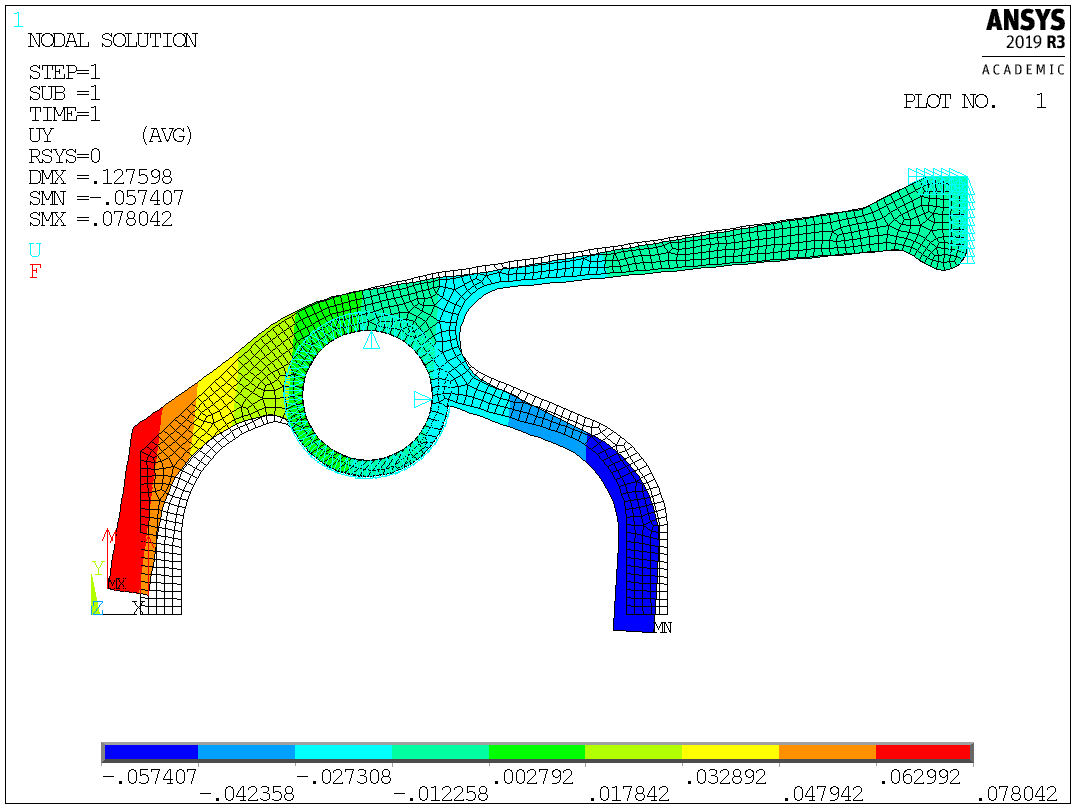 1
NODAL SOLUTION
STEP=1
SUB =1
TIME=1
UY (AVG)
RSYS=0
DMX =.127598
SMN =-.057407
SMX =.078042
U
F
ANSYS
2019 R3
ACADEMIC
PLOT NO. 1
MX
Y
Z
X
MN
-.057407 -.027308 .002792 .032892 .062992
-.042358 -.012258 .017842 .047942 .078042